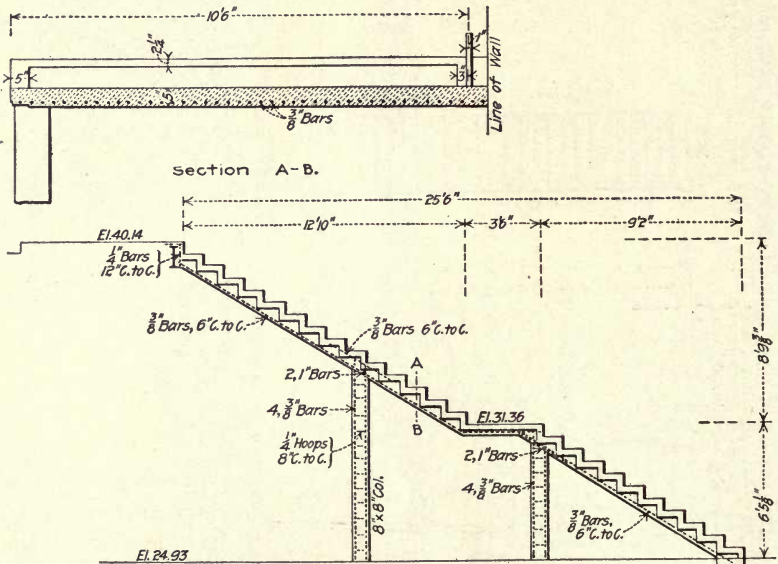 10'6"
1"
2 1/4"
5"
3"
5"
3/8" Bars
Line of Wall
Section A-B.
25'6"
12'10"
3'6"
9'2"
El.40.14
1/4" Bars
12" C. to C.
3/8" Bars, 6" C. to C.
3/8" Bars 6" C. to C.
2, 1" Bars
A
B
4, 3/8" Bars
1/4" Hoops
8" C. to C.
8" x 8" Col.
El.31.36
2, 1" Bars
4, 3/8" Bars
3/8" Bars,
6" C. to C.
8' 9 3/8"
6' 5 1/8"
El.24.93